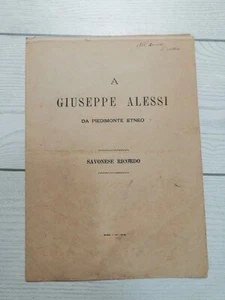 A
GIUSEPPE ALESSI
DA PIEDIMONTE ETNEO
SAVONESE RICORDO